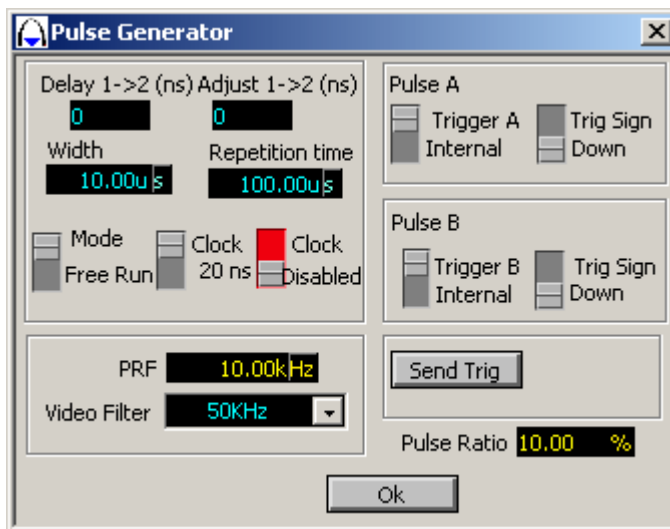 Pulse Generator
Delay 1->2 (ns) Adjust 1->2 (ns)
0 0
Width Repetition time
10.00us 100.00us
Mode
Free Run
Clock
20 ns
Clock
Disabled
Pulse A
Trigger A
Internal
Trig Sign
Down
Pulse B
Trigger B
Internal
Trig Sign
Down
PRF 10.00kHz
Video Filter 50KHz
Send Trig
Pulse Ratio 10.00 %
Ok